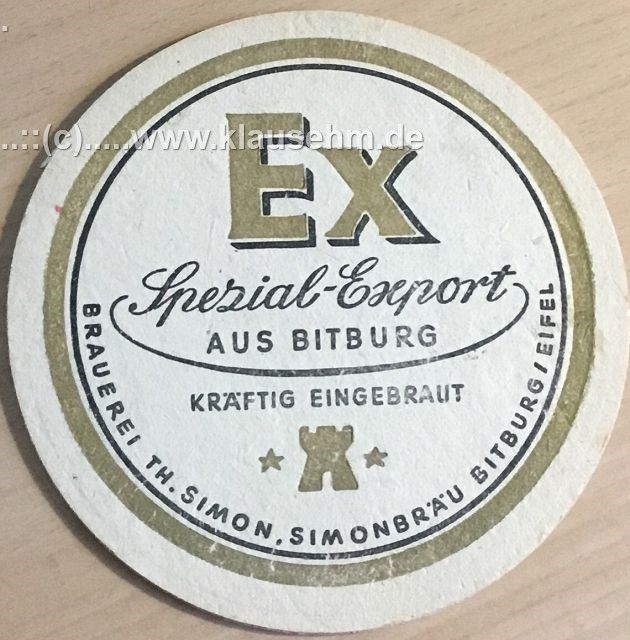 Ex
..::(c).....www.klausehm.de
Spezial-Export
AUS BITBURG
KRÄFTIG EINGEBRAUT
BRAUEREI TH. SIMON, SIMONBRÄU BITBURG/EIFEL